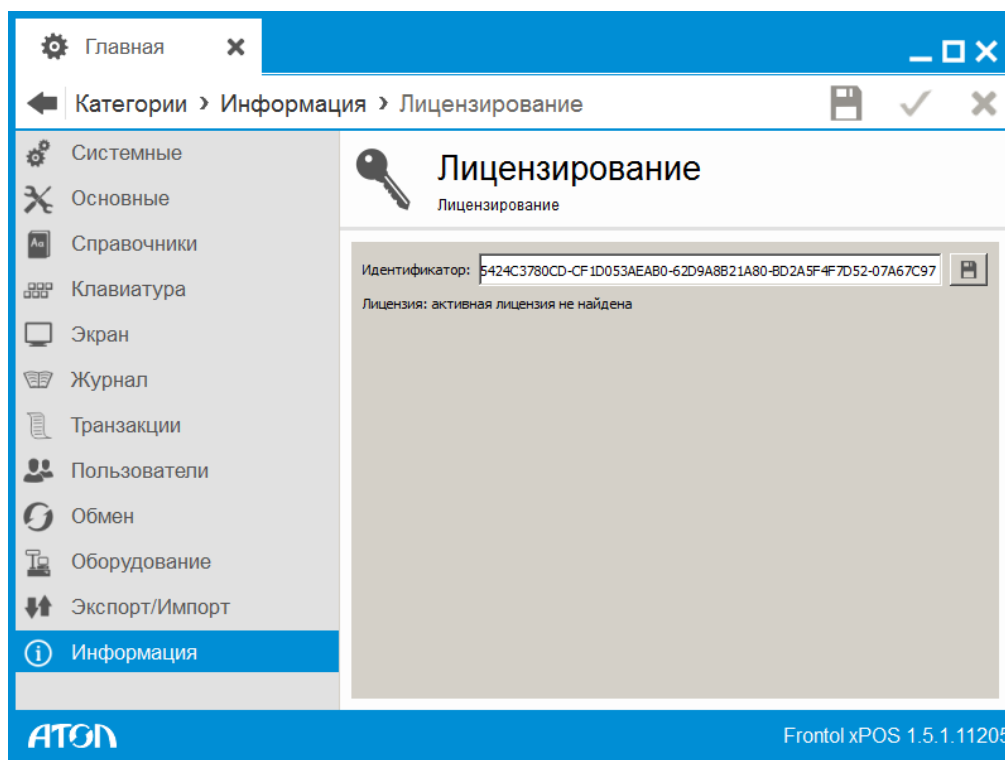 Главная
Категории › Информация › Лицензирование
Системные
Основные
Справочники
Клавиатура
Экран
Журнал
Транзакции
Пользователи
Обмен
Оборудование
Экспорт/Импорт
Информация
Лицензирование
Лицензирование
Идентификатор: 5424C3780CD-CF1D053AEAB0-62D9A8B21A80-BD2A5F4F7D52-07A67C97
Лицензия: активная лицензия не найдена
АТОЛ
Frontol xPOS 1.5.1.11205